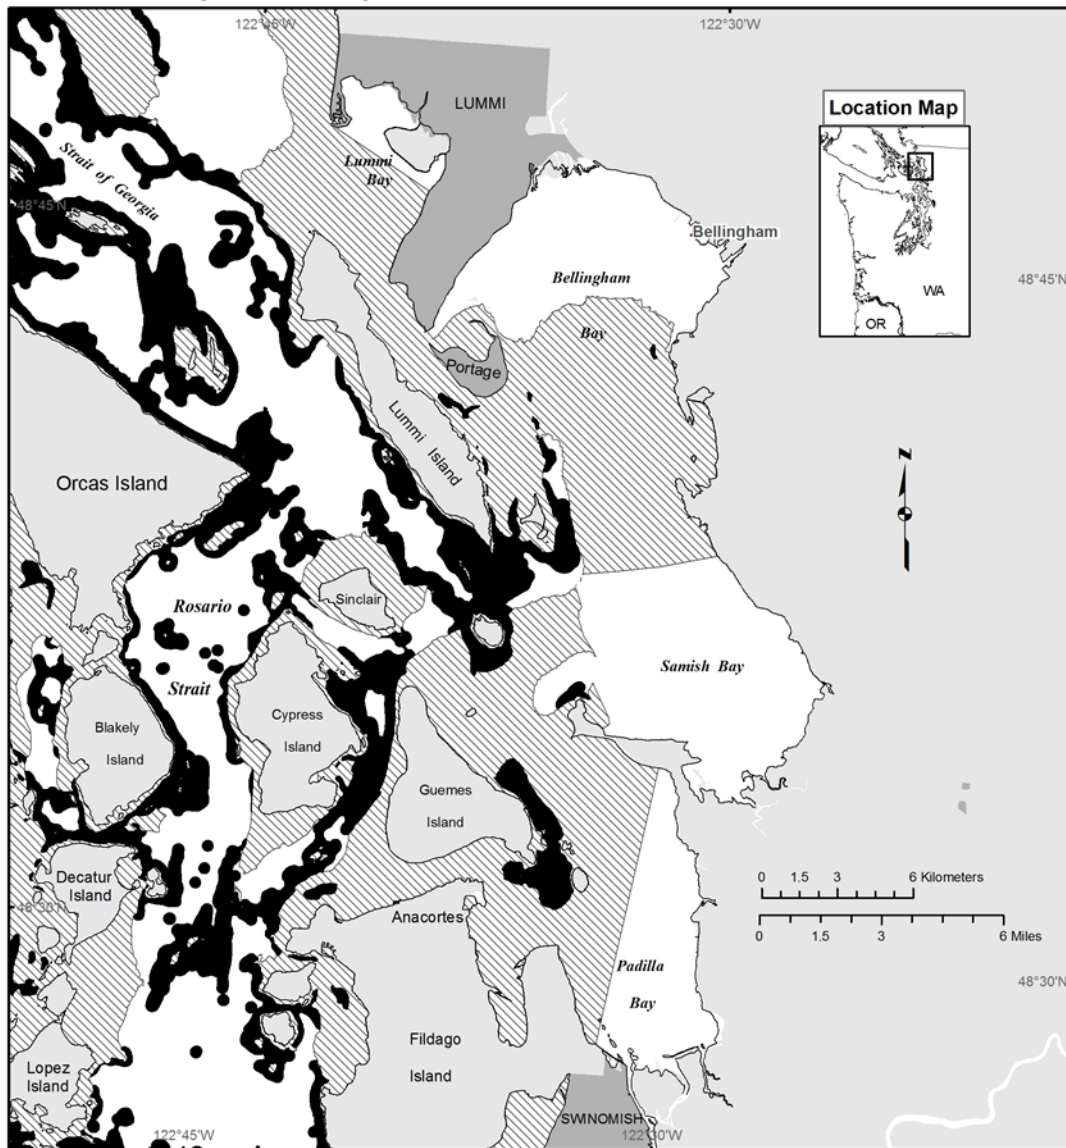 122°45'W
122°30'W
LUMMI
Location Map
Lummi
Bay
Strait of Georgia
48°45'N
Bellingham
Bellingham
48°45'N
WA
OR
Bay
Portage
Lummi Island
Orcas Island
Sinclair
Rosario
Strait
Samish Bay
Cypress
Island
Blakely
Island
Guemes
Island
Decatur
Island
0 1.5 3 6 Kilometers
48°30'N
Anacortes
0 1.5 3 6 Miles
Padilla
Bay
48°30'N
Fildago
Island
Lopez
Island
SWINOMISH
122°45'W
122°30'W